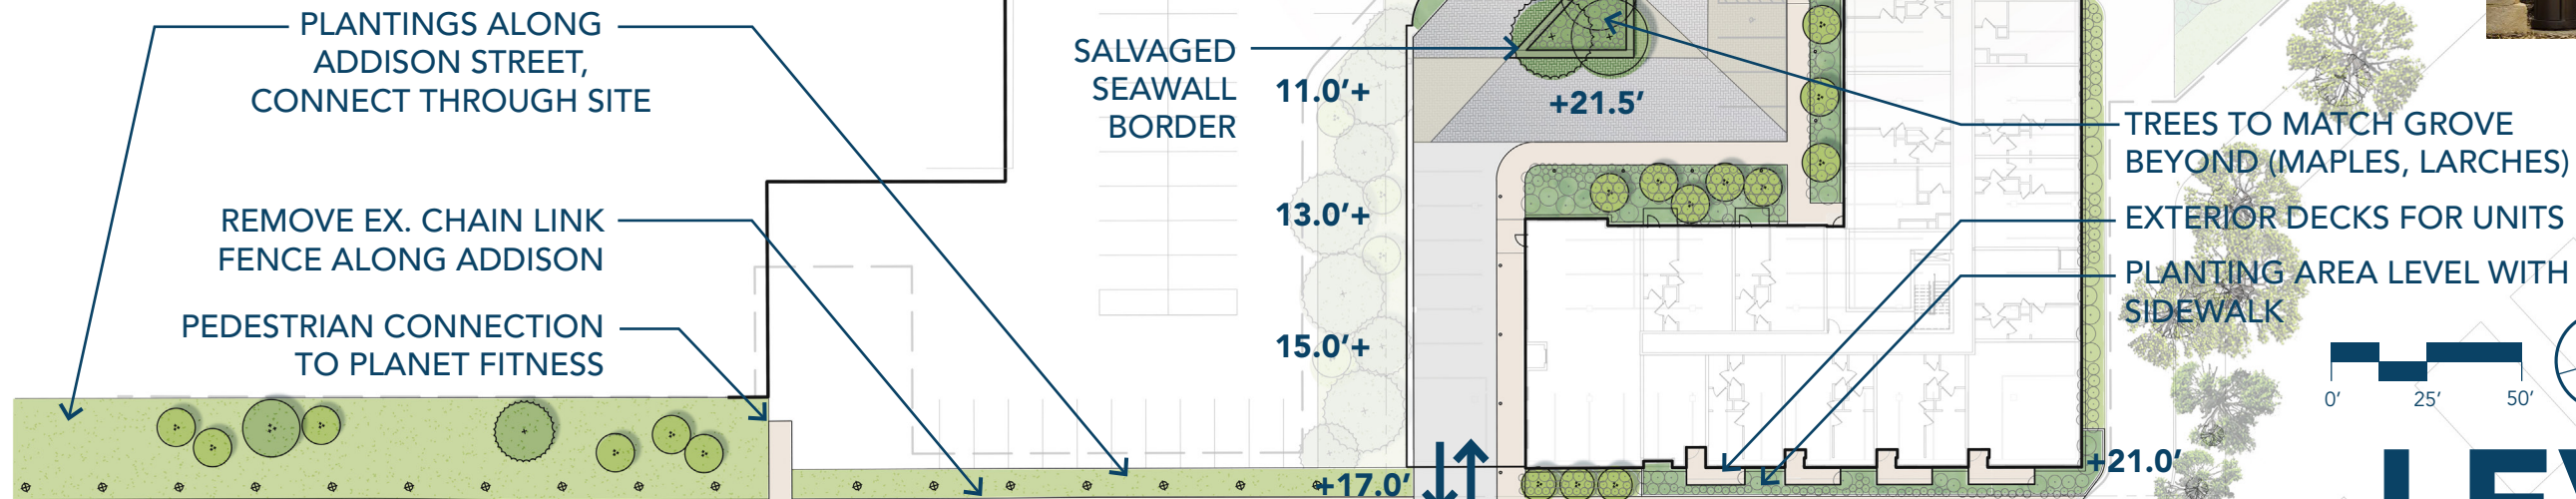 PLANTINGS ALONG
ADDISON STREET,
CONNECT THROUGH SITE
REMOVE EX. CHAIN LINK
FENCE ALONG ADDISON
PEDESTRIAN CONNECTION
TO PLANET FITNESS
SALVAGED
SEAWALL
BORDER
11.0’+
13.0’+
15.0’+
+17.0’
+21.5’
+21.0’
TREES TO MATCH GROVE
BEYOND (MAPLES, LARCHES)
EXTERIOR DECKS FOR UNITS
PLANTING AREA LEVEL WITH
SIDEWALK
0’ 25’ 50’